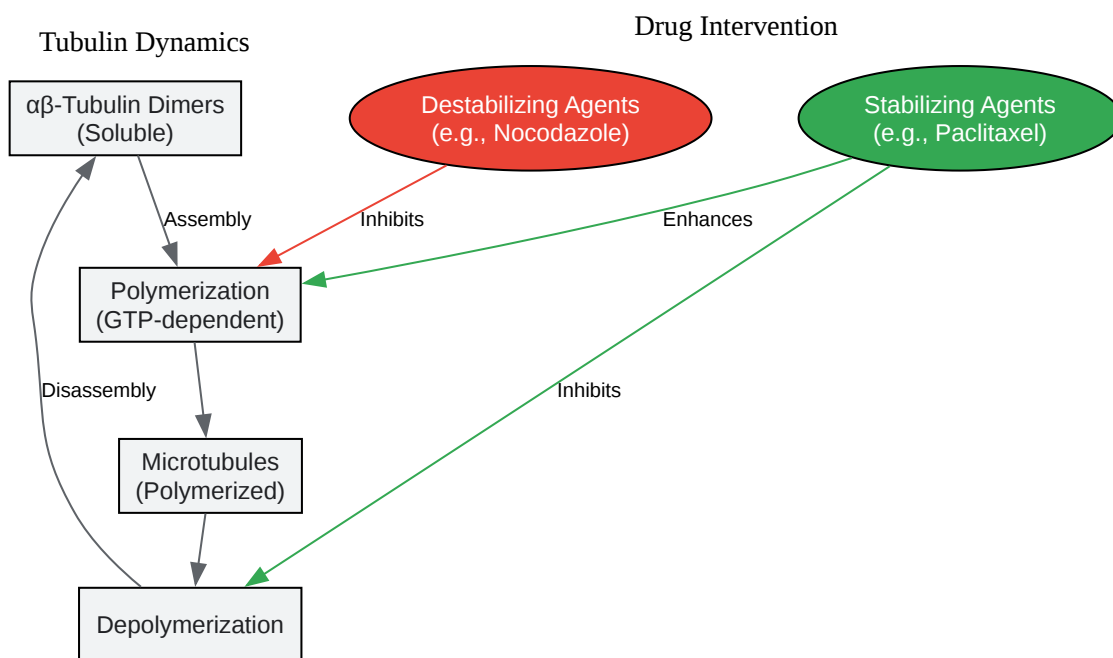 Tubulin Dynamics
Drug Intervention
αβ-Tubulin Dimers
(Soluble)
Destabilizing Agents
(e.g., Nocodazole)
Stabilizing Agents
(e.g., Paclitaxel)
Assembly
Inhibits
Enhances
Polymerization
(GTP-dependent)
Disassembly
Inhibits
Microtubules
(Polymerized)
Depolymerization